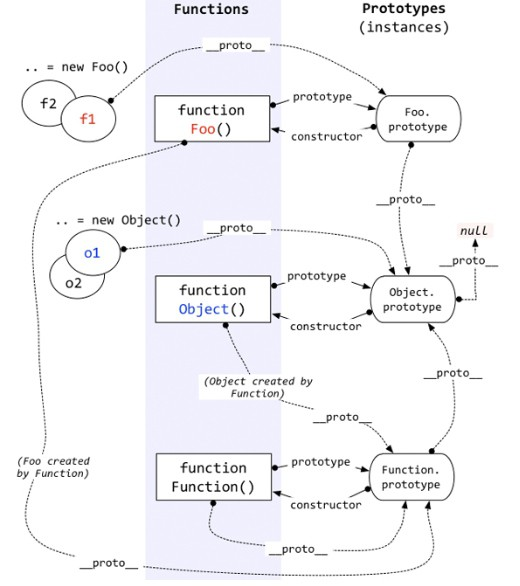 Functions
Prototypes
(instances)
__proto__
.. = new Foo()
f2
f1
function
Foo()
prototype
constructor
Foo.
prototype
__proto__
.. = new Object()
o1
o2
__proto__
null
__proto__
function
Object()
prototype
constructor
Object.
prototype
(Object created by
Function)
__proto__
__proto__
(Foo created
by Function)
function
Function()
prototype
constructor
Function.
prototype
__proto__
__proto__